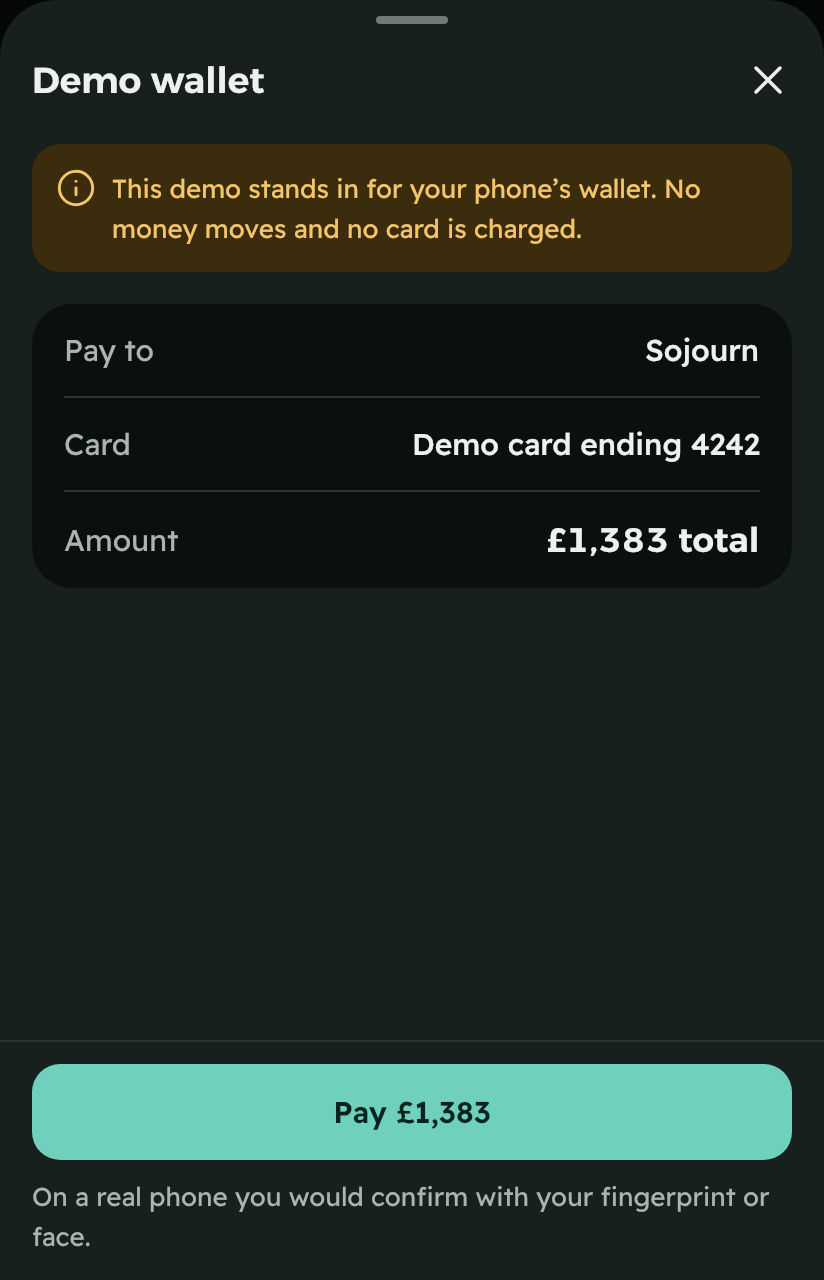 Demo wallet
This demo stands in for your phone’s wallet. No
money moves and no card is charged.
Pay to Sojourn
Card Demo card ending 4242
Amount £1,383 total
Pay £1,383
On a real phone you would confirm with your fingerprint or
face.